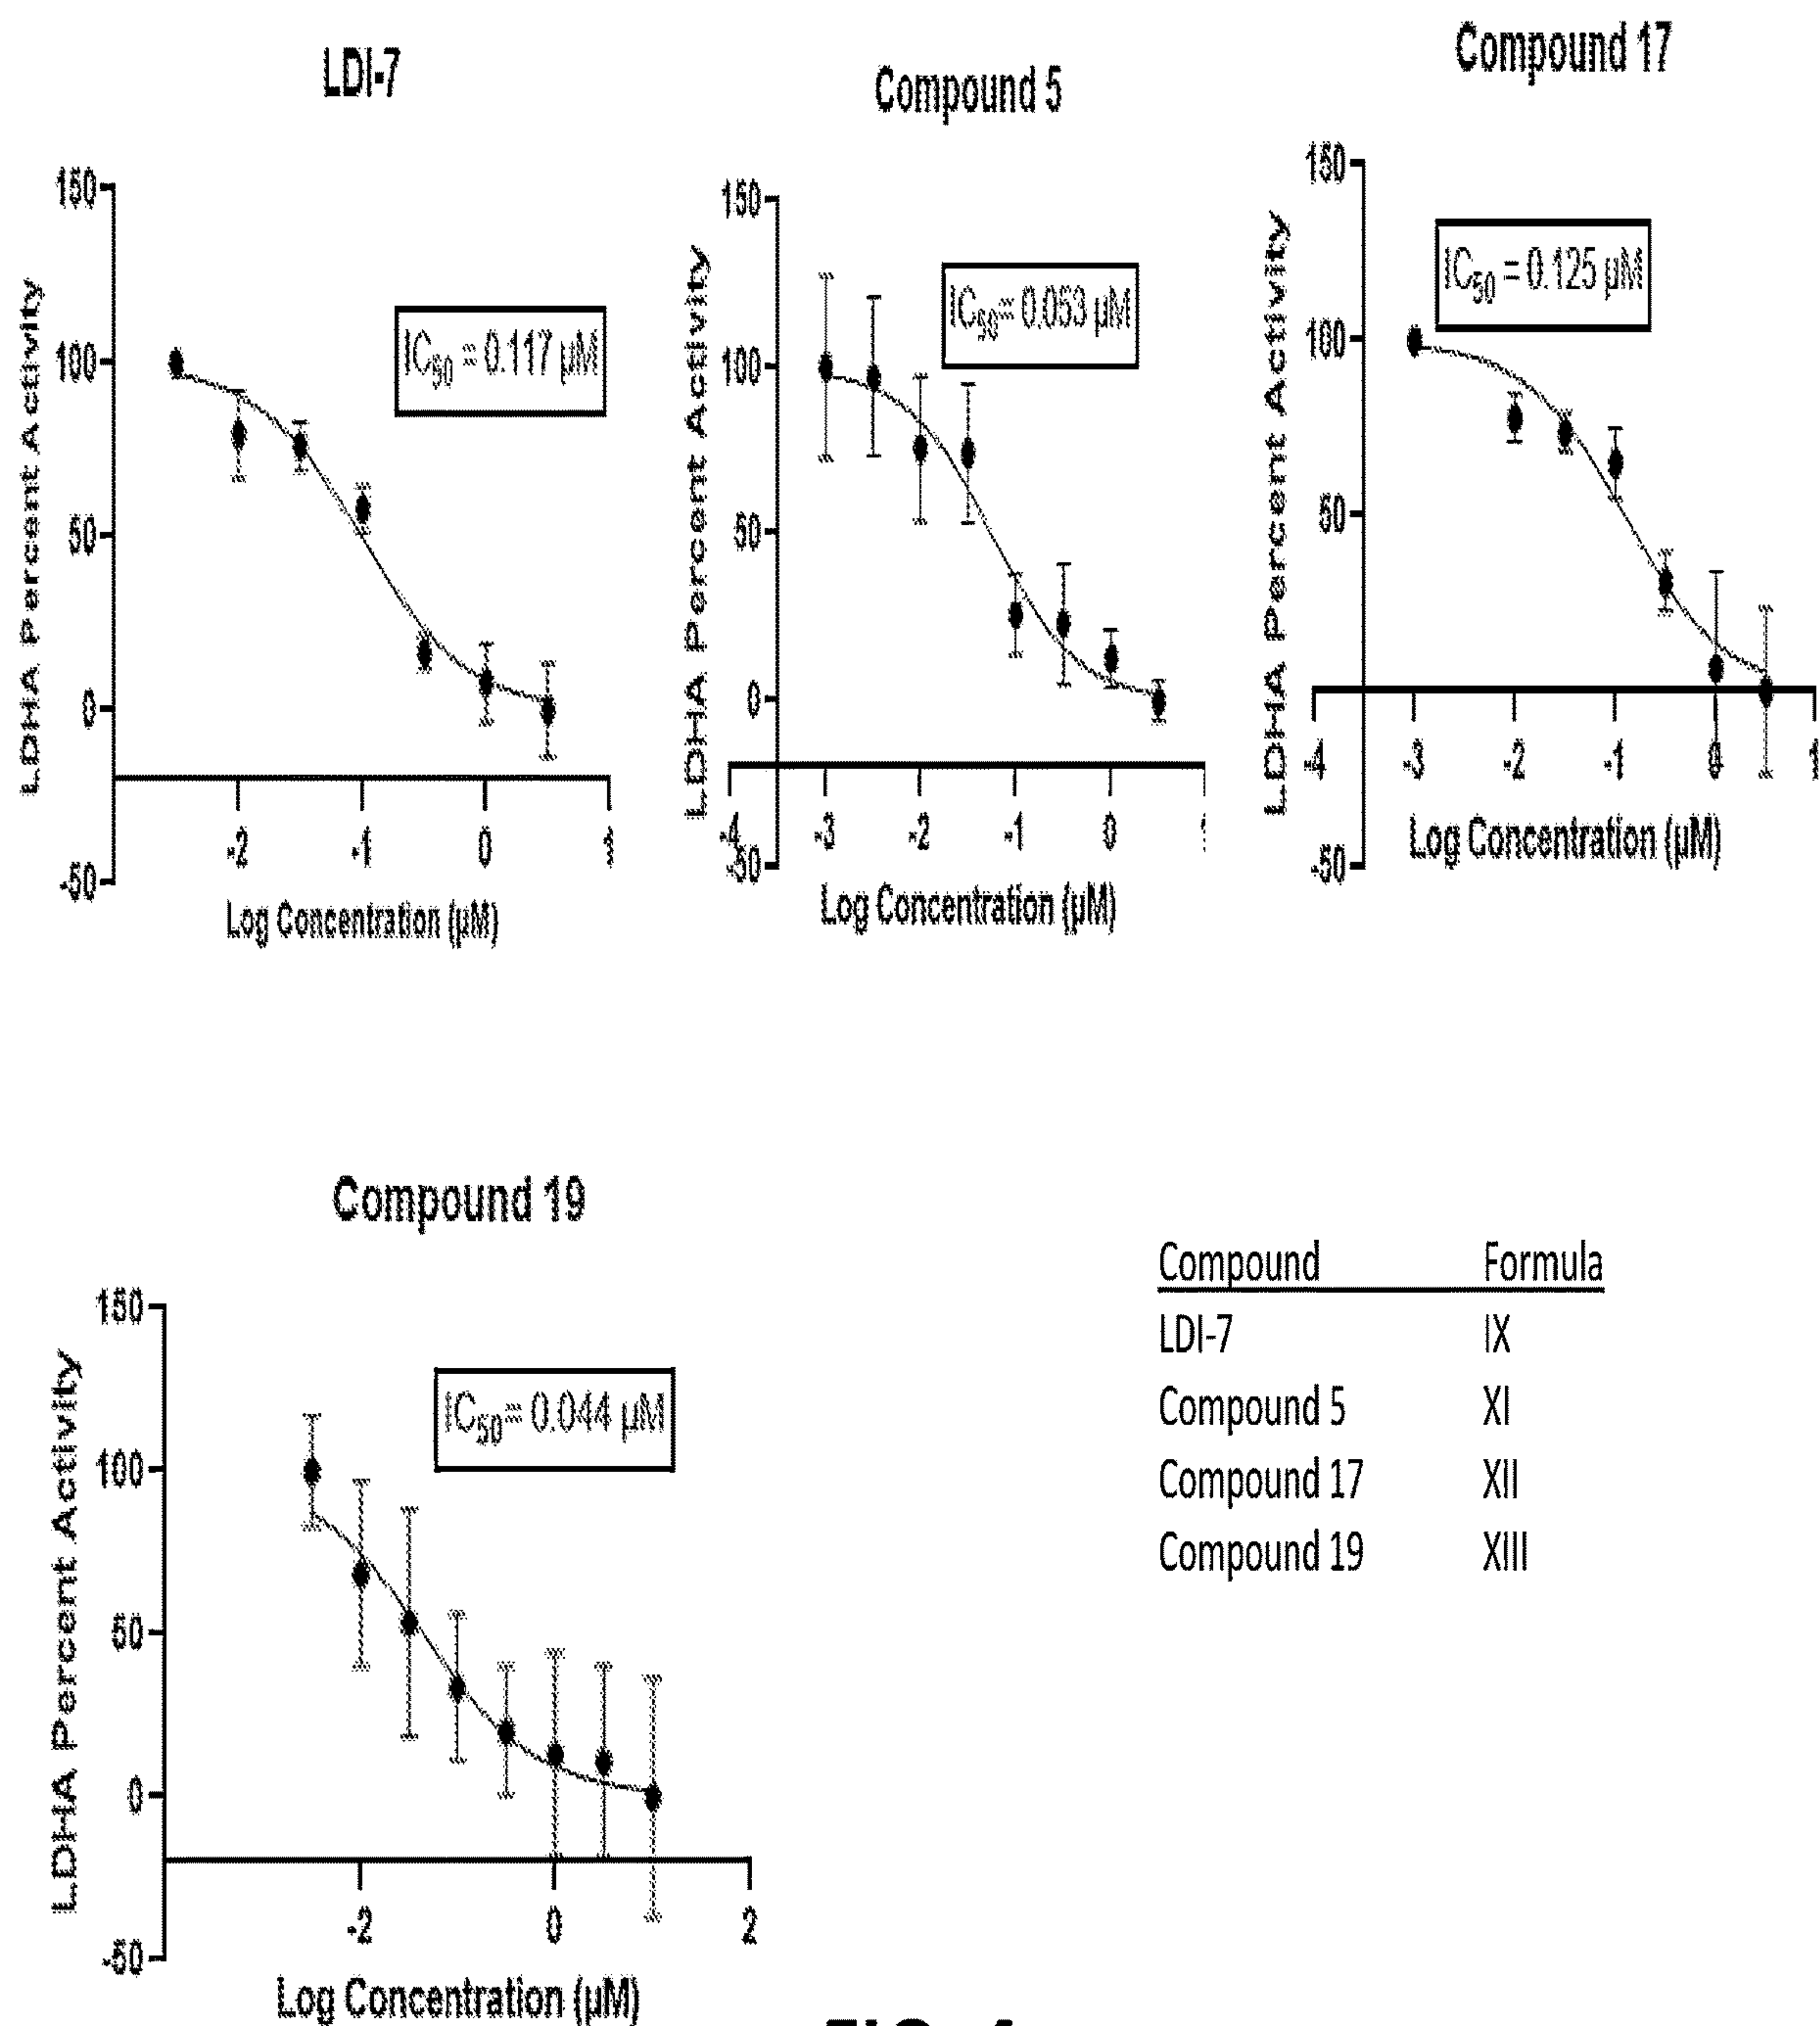 LDI-7
150
100
50
0
-50
LDHA Percent Activity
IC50 = 0.117 µM
-2 -1 0 1
Log Concentration (µM)
Compound 5
150
100
50
0
-50
LDHA Percent Activity
IC50= 0.053 µM
-4 -3 -2 -1 0 1
Log Concentration (µM)
Compound 17
150
100
50
-50
LDHA Percent Activity
IC50 = 0.125 µM
-4 -3 -2 -1 0 1
Log Concentration (µM)
Compound 19
150
100
50
0
-50
LDHA Percent Activity
IC50= 0.044 µM
-2 0 2
Log Concentration (µM)
Compound Formula
LDI-7 IX
Compound 5 XI
Compound 17 XII
Compound 19 XIII